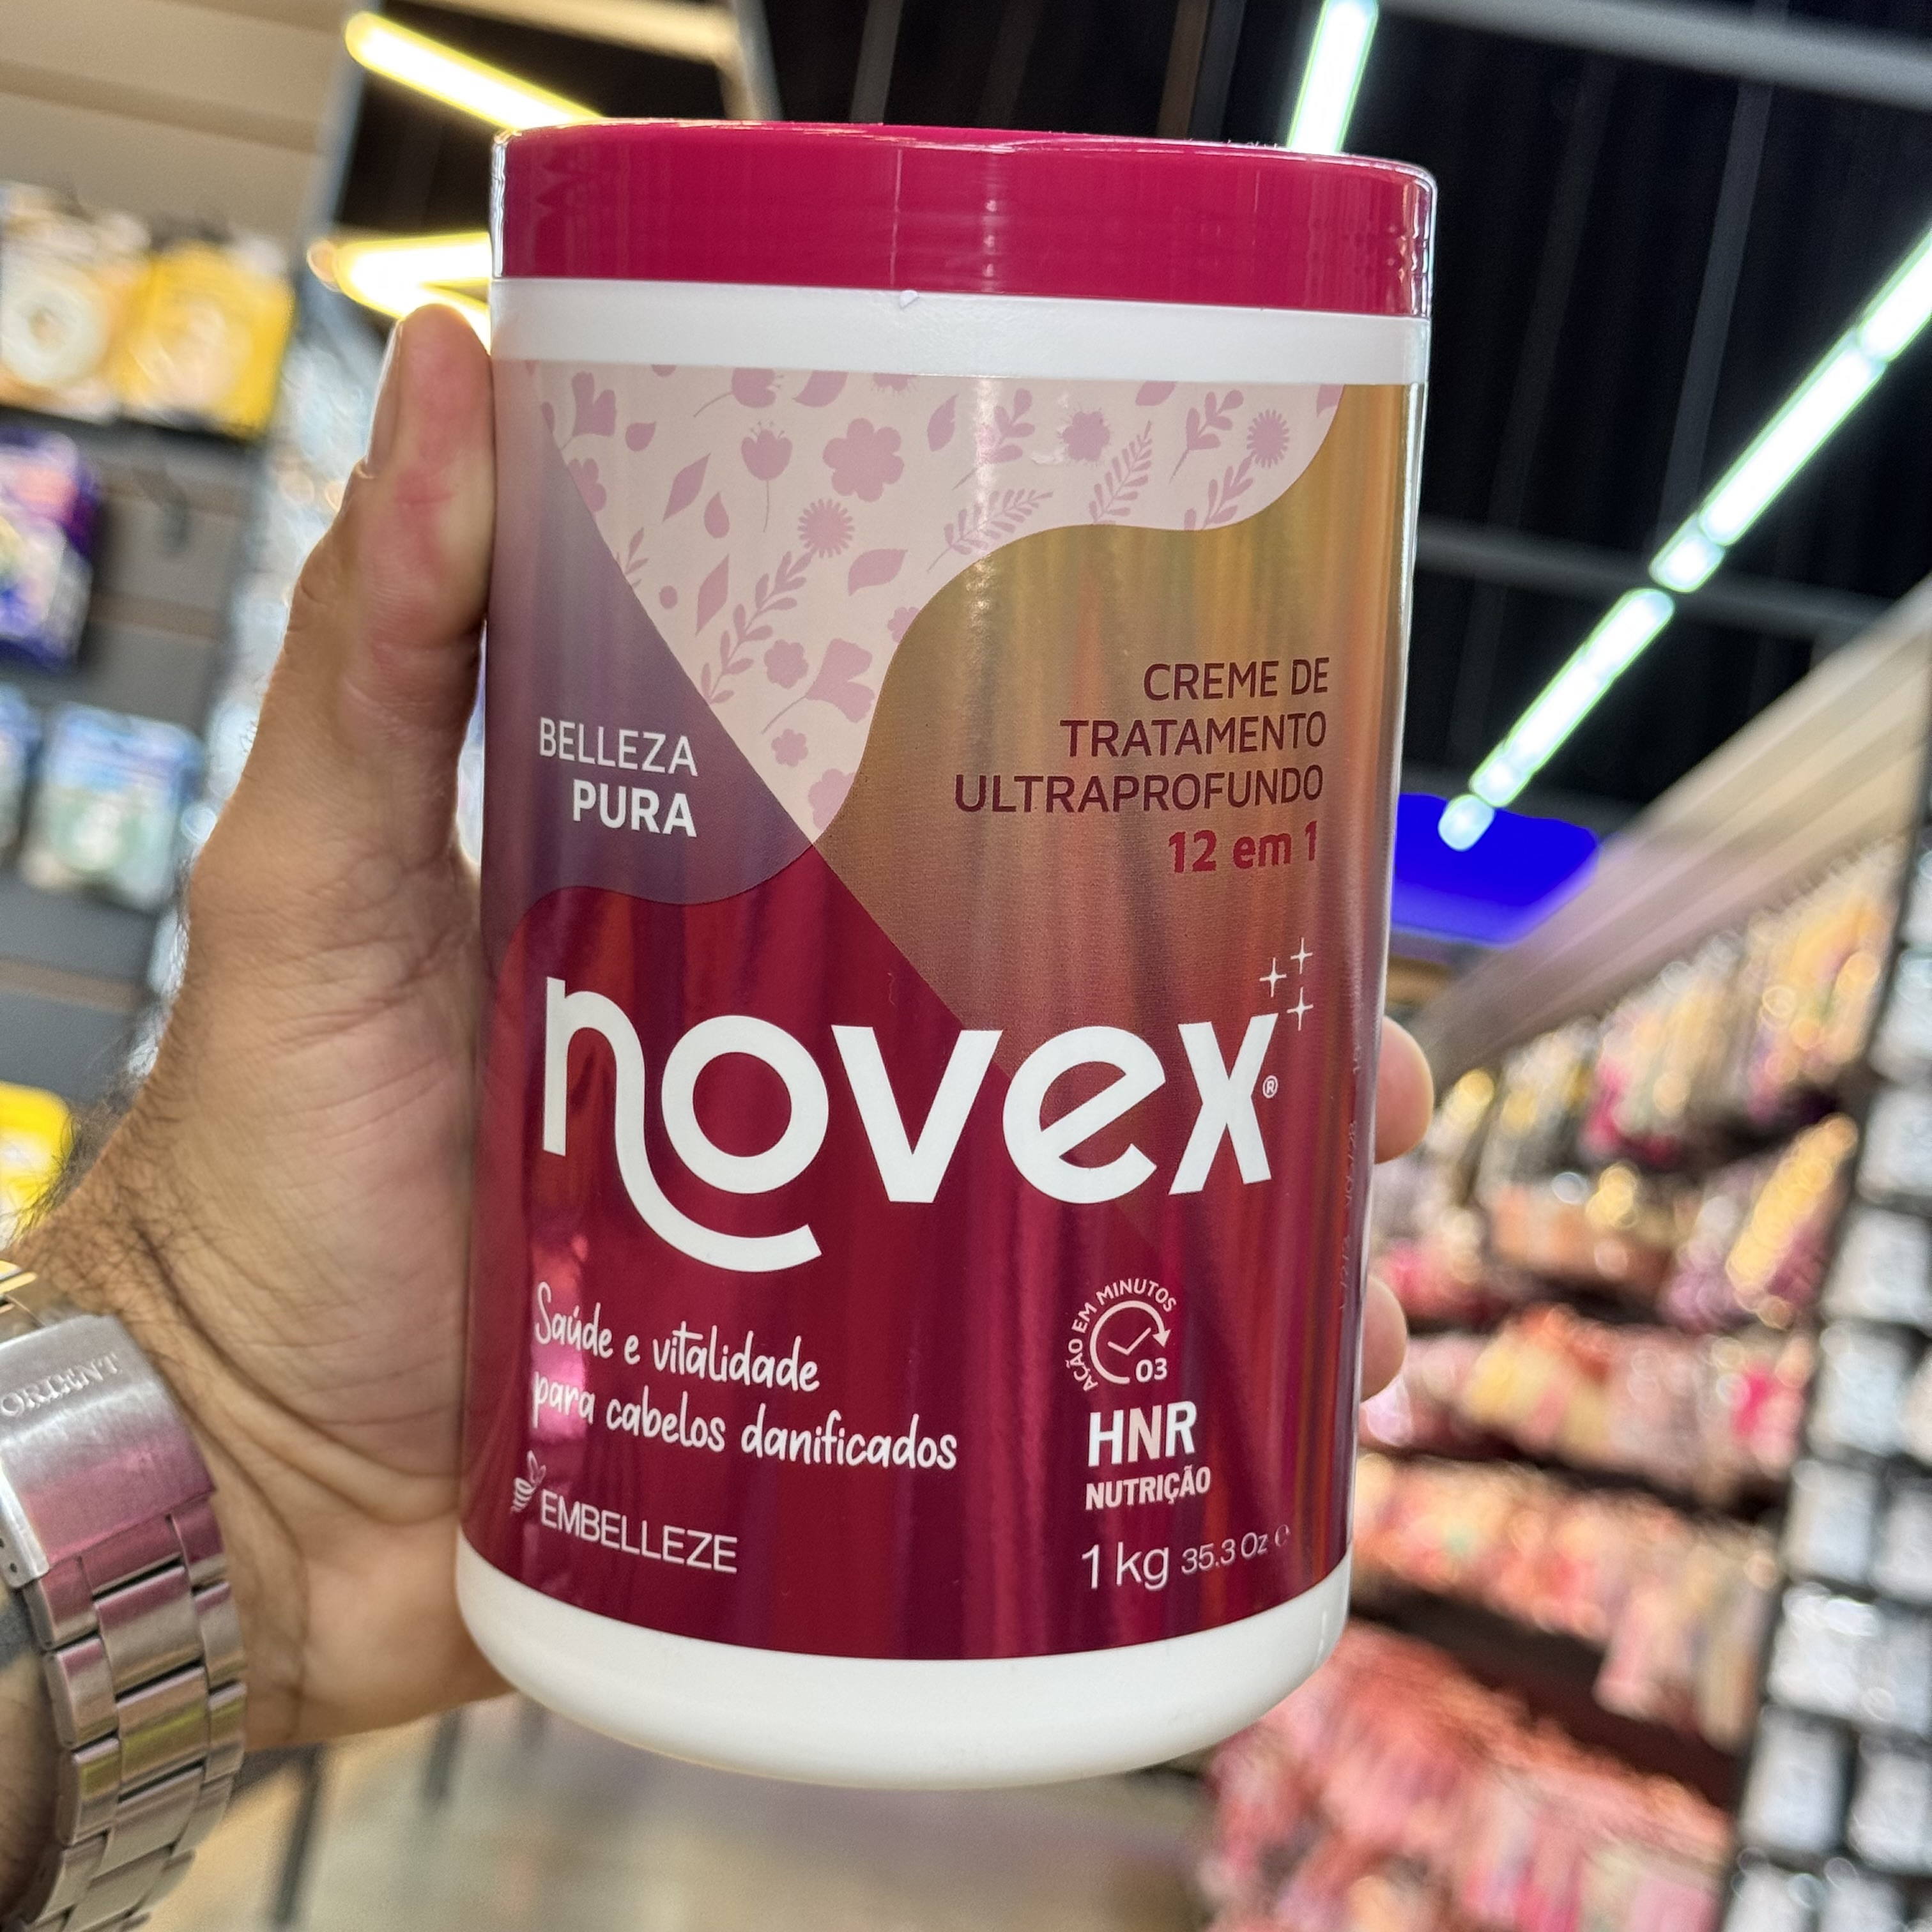 BELLEZA
PURA
CREME DE
TRATAMENTO
ULTRAPROFUNDO
12 em 1
novex®
Saúde e vitalidade
para cabelos danificados
AÇÃO EM MINUTOS
03
HNR
NUTRIÇÃO
EMBELLEZE
1 kg 35.3 Oz ℮
ORIENT